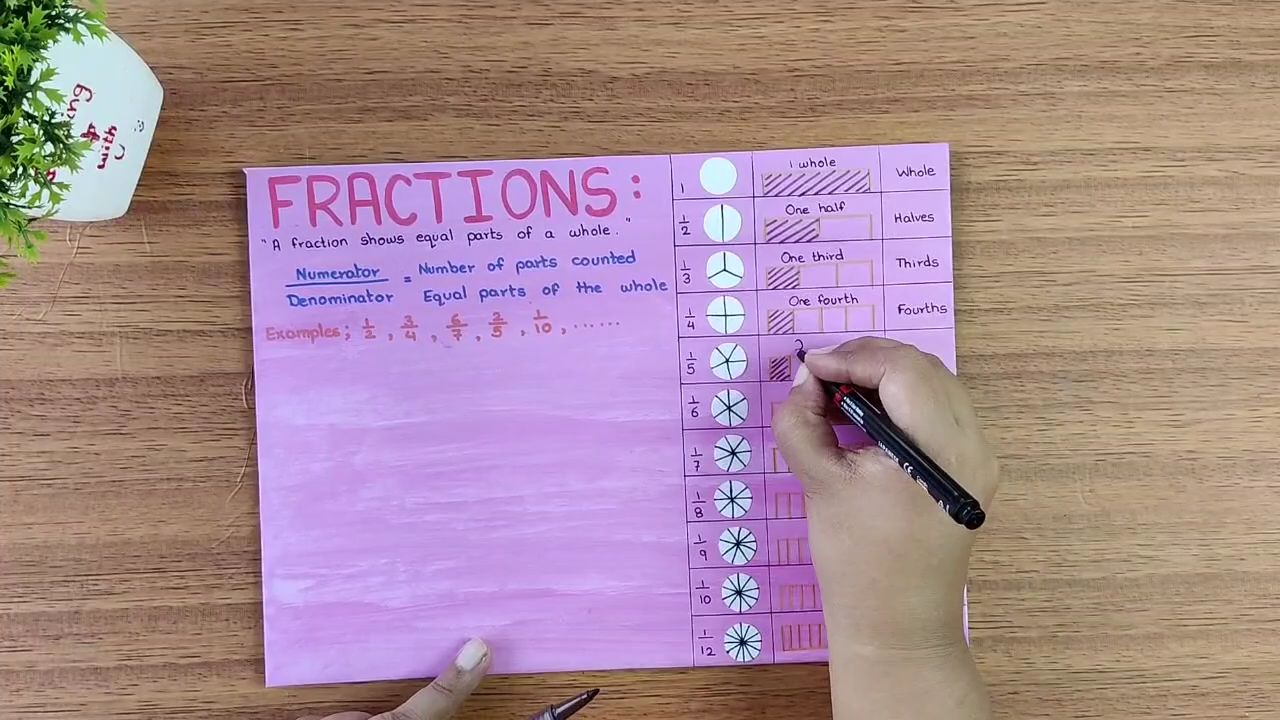 with
FRACTIONS:
"A fraction shows equal parts of a whole."
Numerator = Number of parts counted
Denominator Equal parts of the whole
Examples; 1/2, 3/4, 6/7, 2/5, 1/10, ......
1 1 whole Whole
1/2 One half Halves
1/3 One third Thirds
1/4 One fourth Fourths
1/5
1/6
1/7
1/8
1/9
1/10
1/12